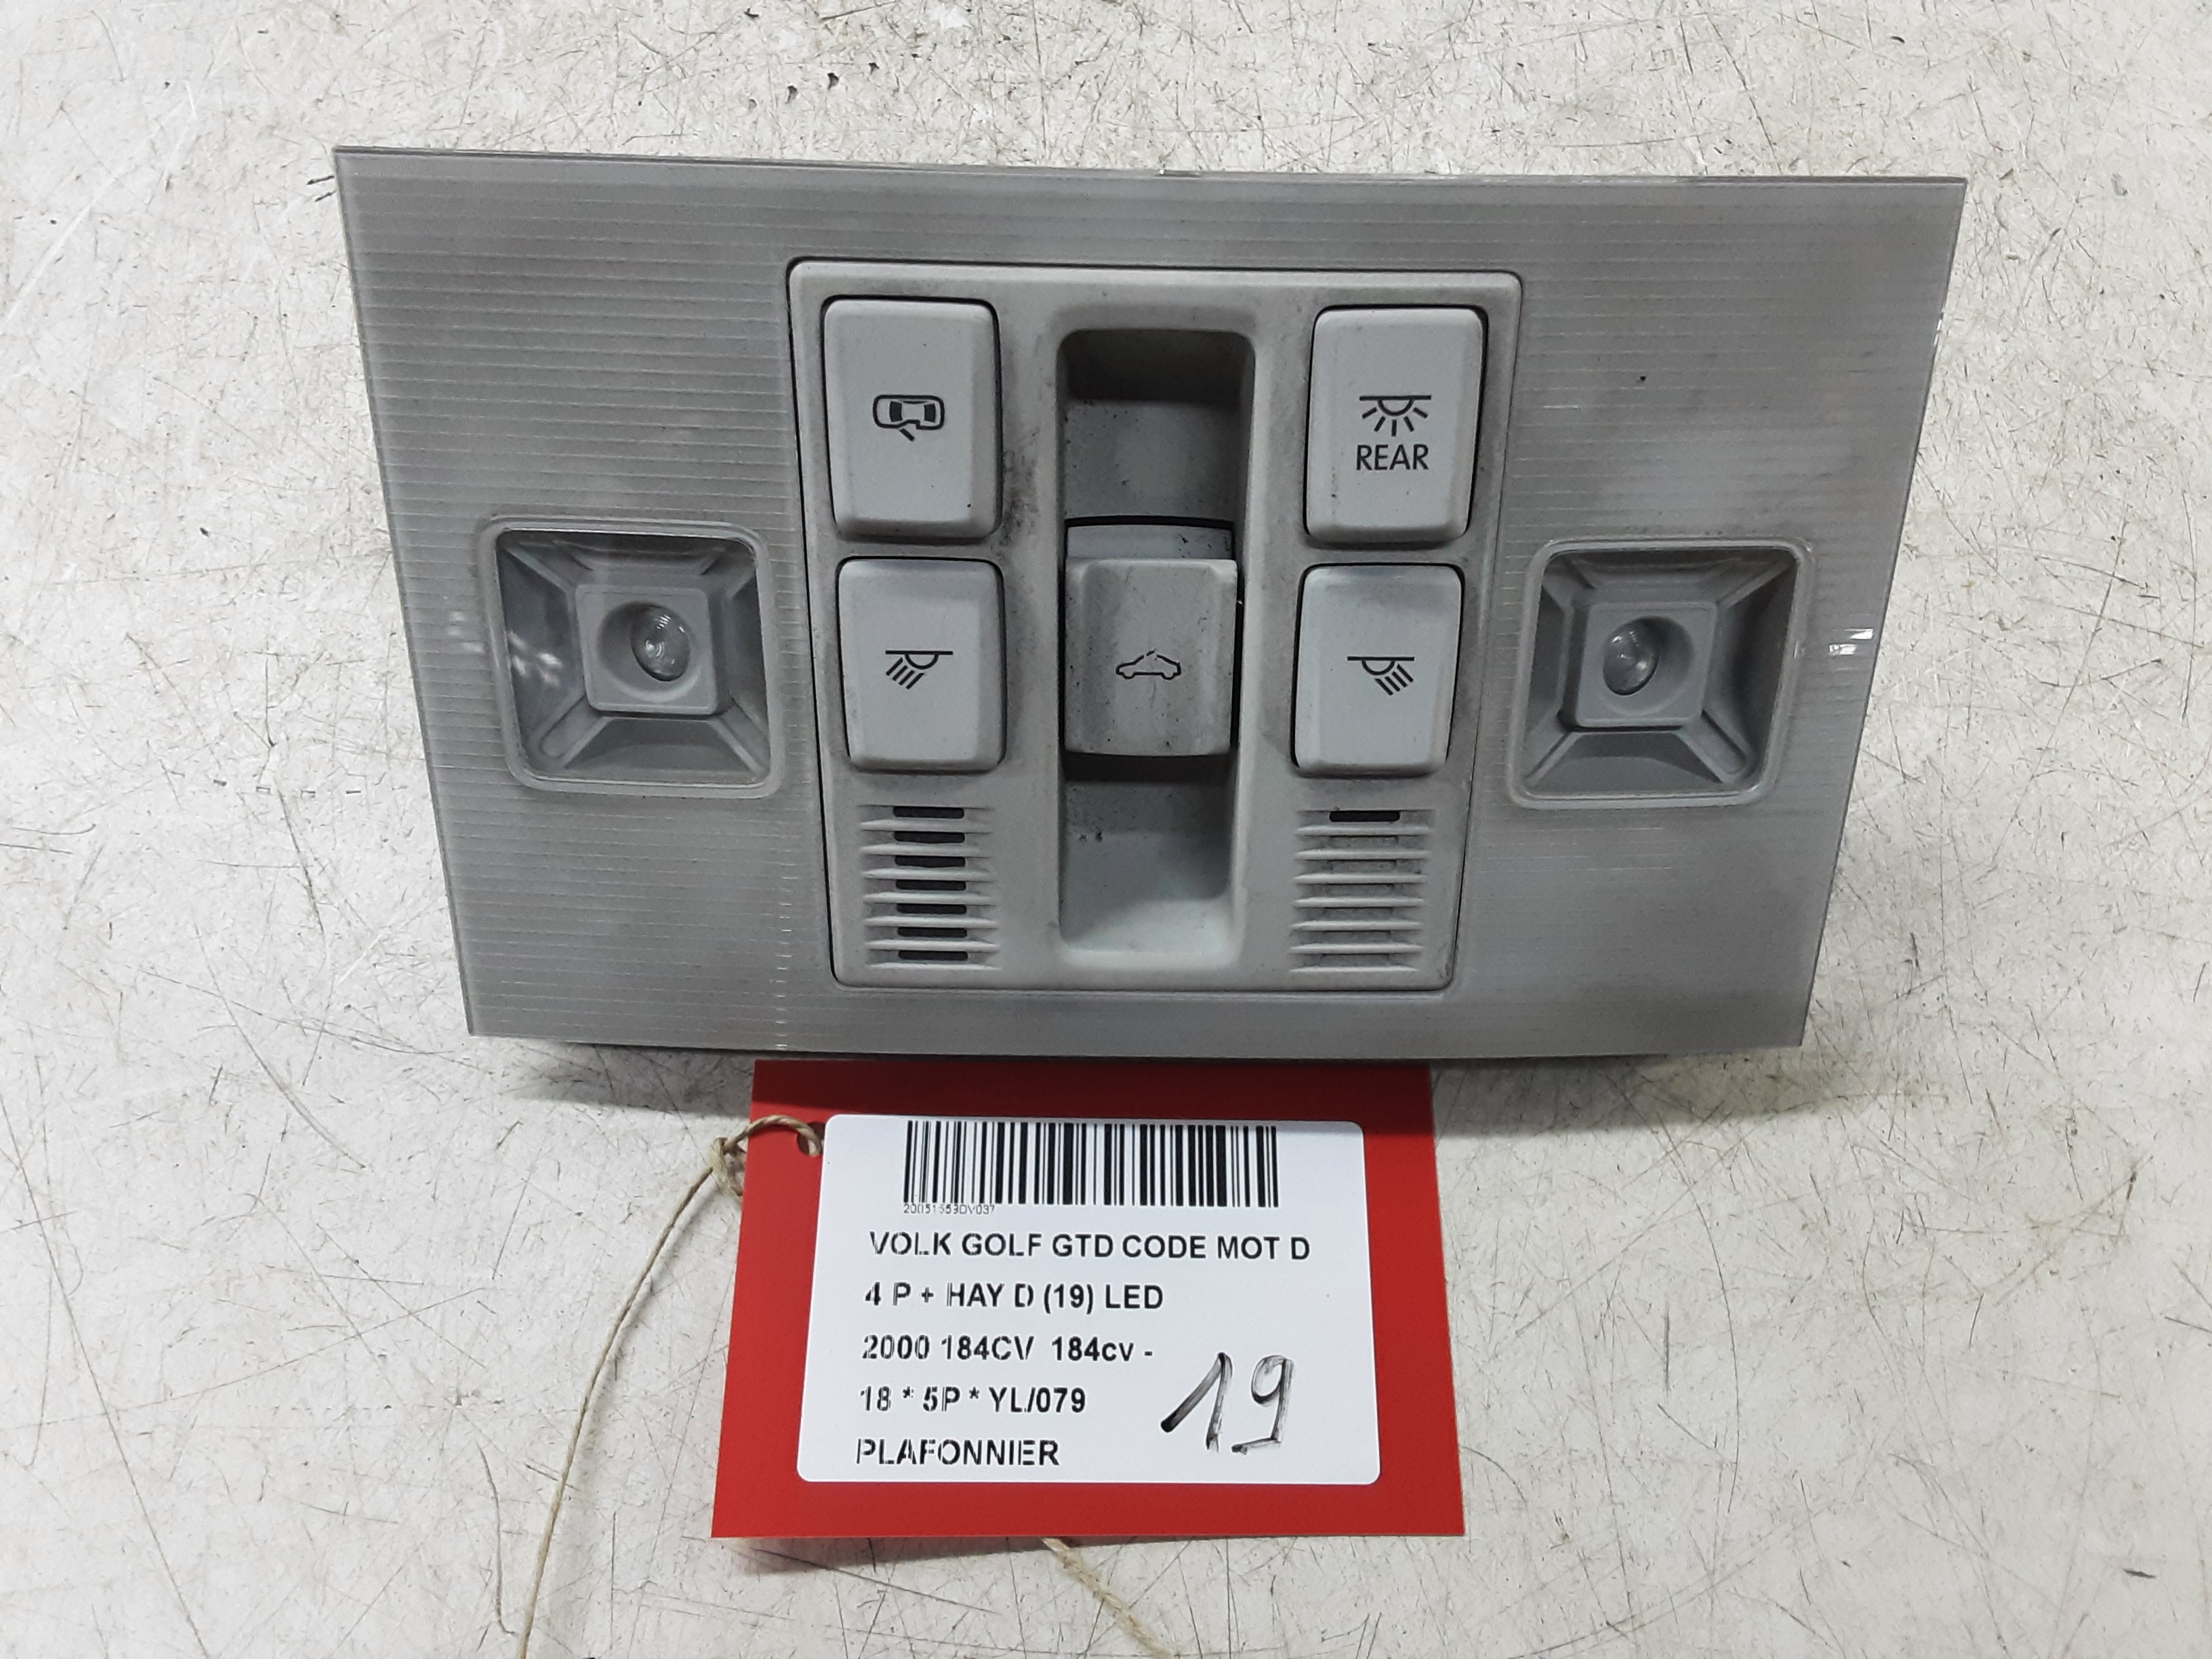 REAR
VOLK GOLF GTD CODE MOT D
4 P + HAY D (19) LED
2000 184CV 184cv -
18 * 5P * YL/079
19
PLAFONNIER